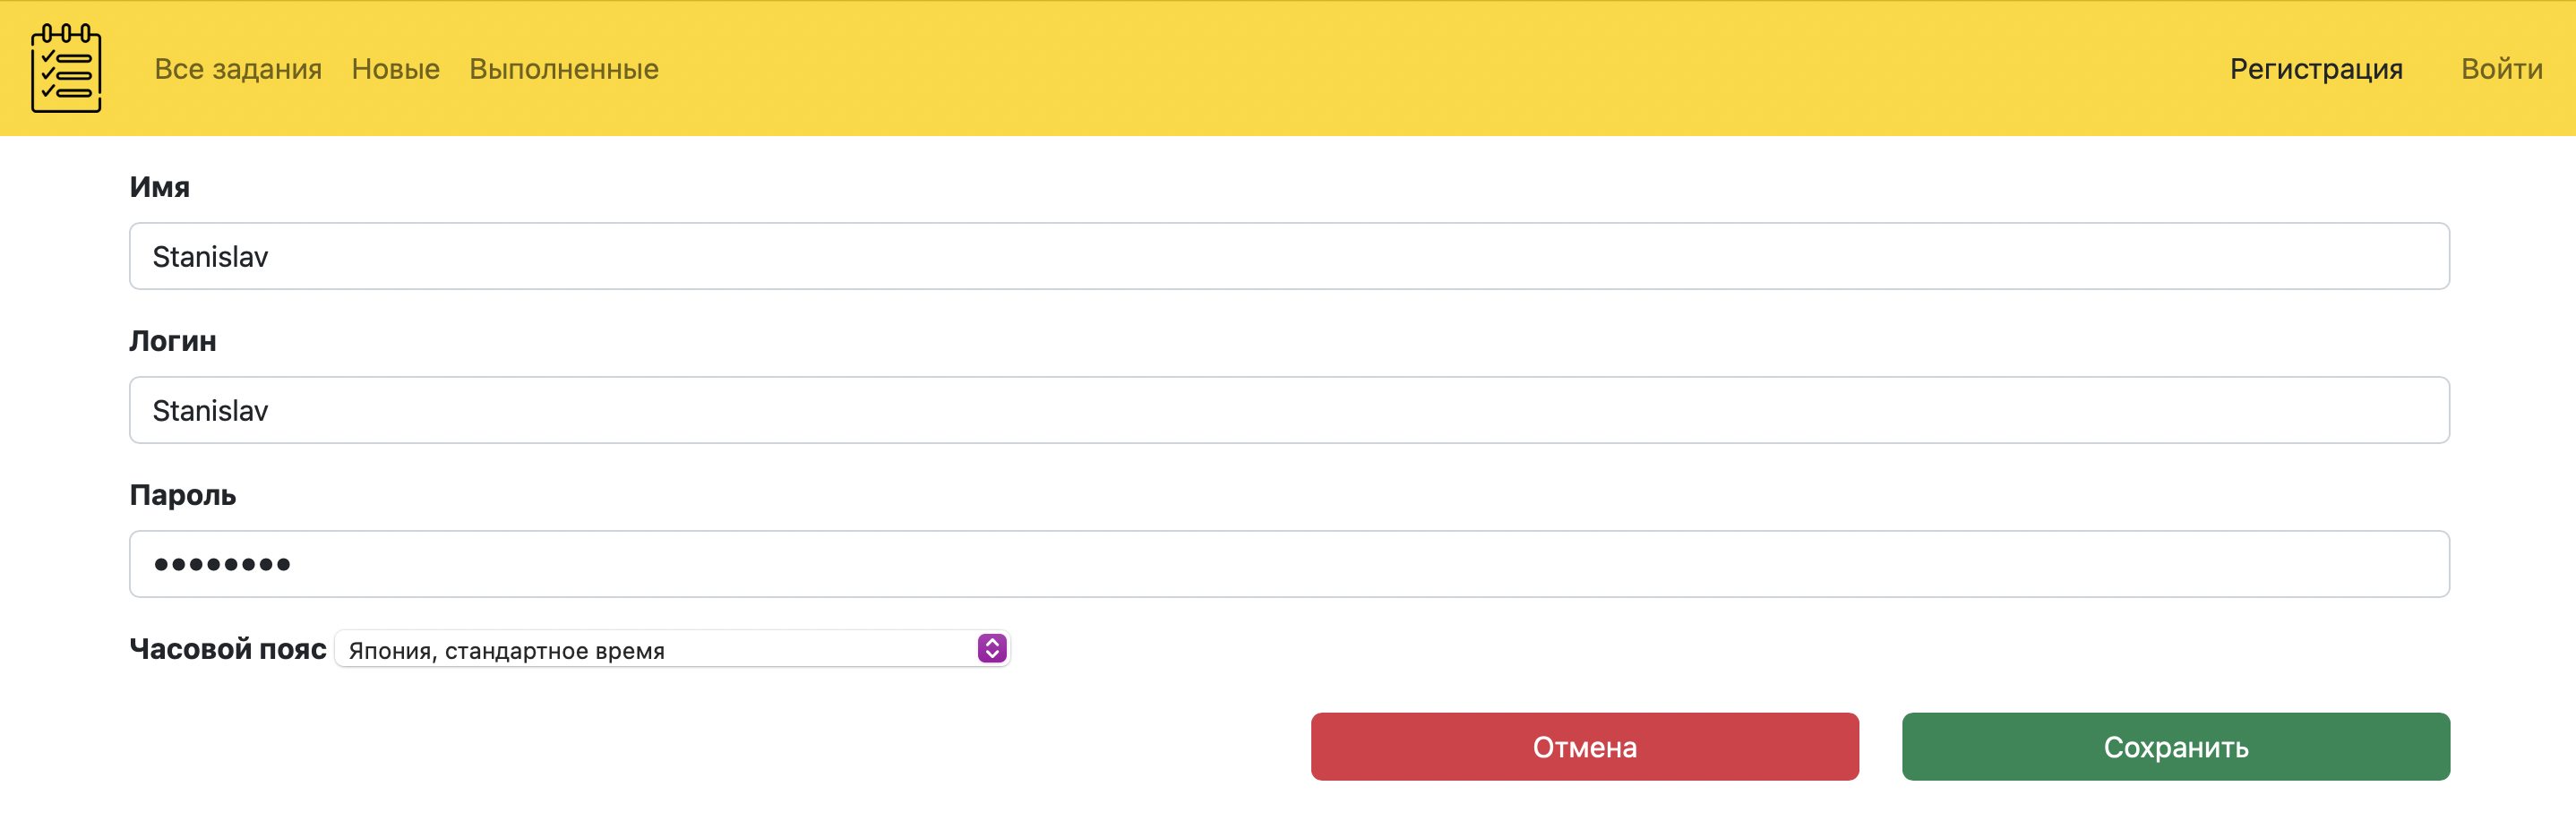 Все задания Новые Выполненные Регистрация Войти
Имя
Stanislav
Логин
Stanislav
Пароль
••••••••
Часовой пояс Япония, стандартное время
Отмена Сохранить